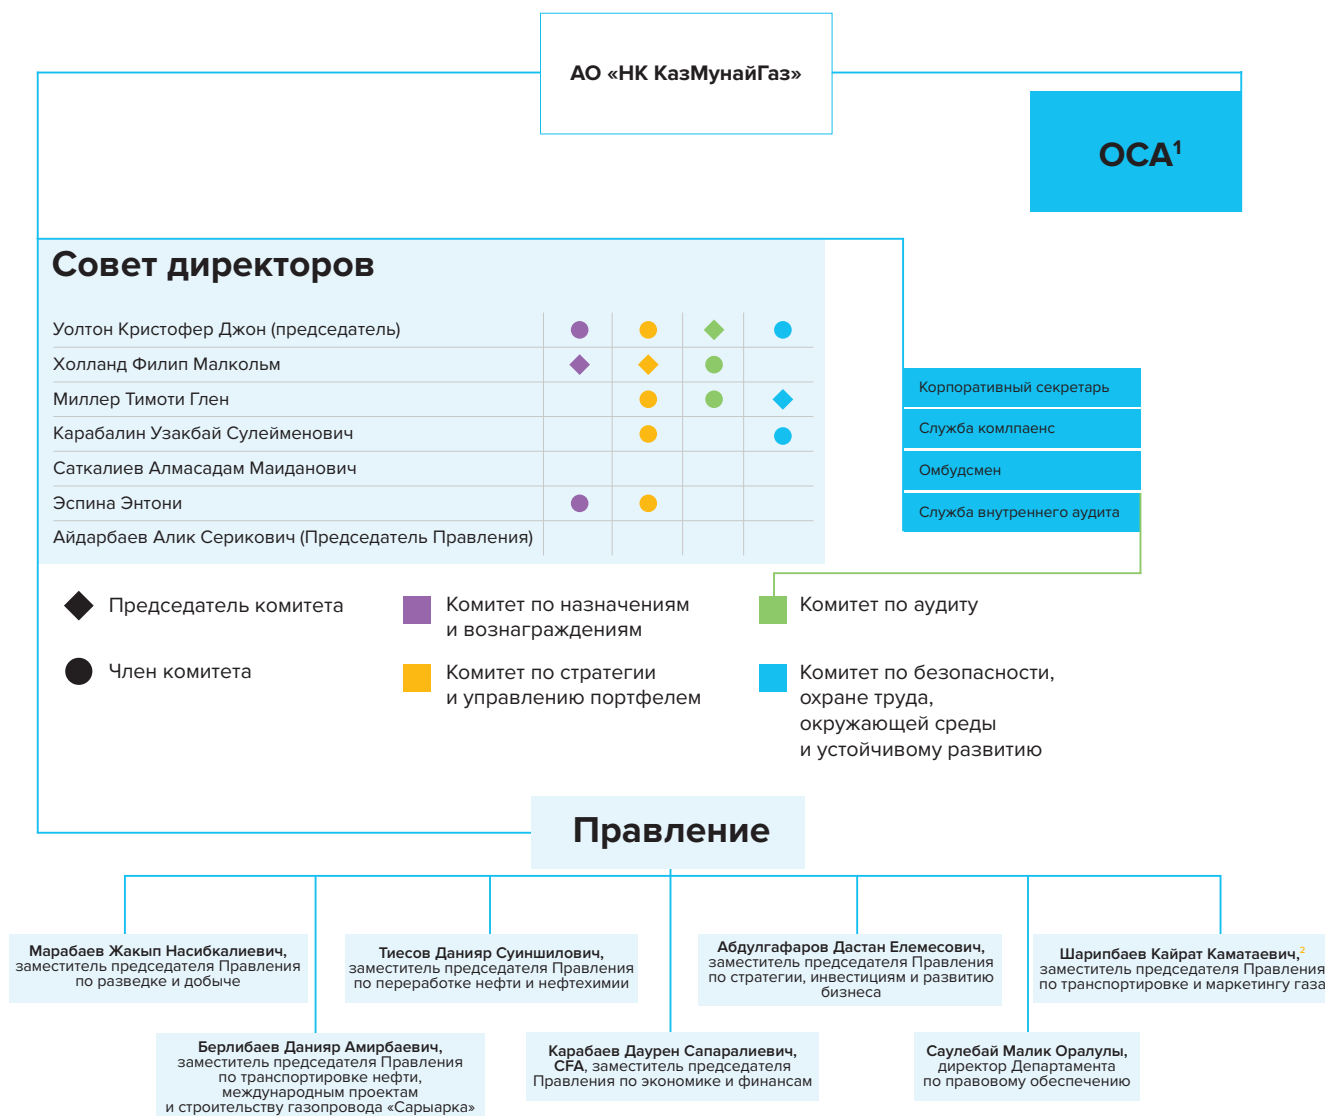 АО «НК КазМунайГаз»
ОСА¹
Совет директоров
Уолтон Кристофер Джон (председатель)
Холланд Филип Малкольм
Миллер Тимоти Глен
Карабалин Узакбай Сулейменович
Саткалиев Алмасадам Маиданович
Эспина Энтони
Айдарбаев Алик Серикович (Председатель Правления)
Корпоративный секретарь
Служба комлпаенс
Омбудсмен
Служба внутреннего аудита
Председатель комитета
Член комитета
Комитет по назначениям
и вознаграждениям
Комитет по стратегии
и управлению портфелем
Комитет по аудиту
Комитет по безопасности,
охране труда,
окружающей среды
и устойчивому развитию
Правление
Марабаев Жакып Насибкалиевич,
заместитель председателя Правления
по разведке и добыче
Тиесов Данияр Суиншилович,
заместитель председателя Правления
по переработке нефти и нефтехимии
Абдулгафаров Дастан Елемесович,
заместитель председателя Правления
по стратегии, инвестициям и развитию
бизнеса
Шарипбаев Кайрат Каматаевич,²
заместитель председателя Правления
по транспортировке и маркетингу газа
Берлибаев Данияр Амирбаевич,
заместитель председателя Правления
по транспортировке нефти,
международным проектам
и строительству газопровода «Сарыарка»
Карабаев Даурен Сапаралиевич,
CFA, заместитель председателя
Правления по экономике и финансам
Саулебай Малик Оралулы,
директор Департамента
по правовому обеспечению